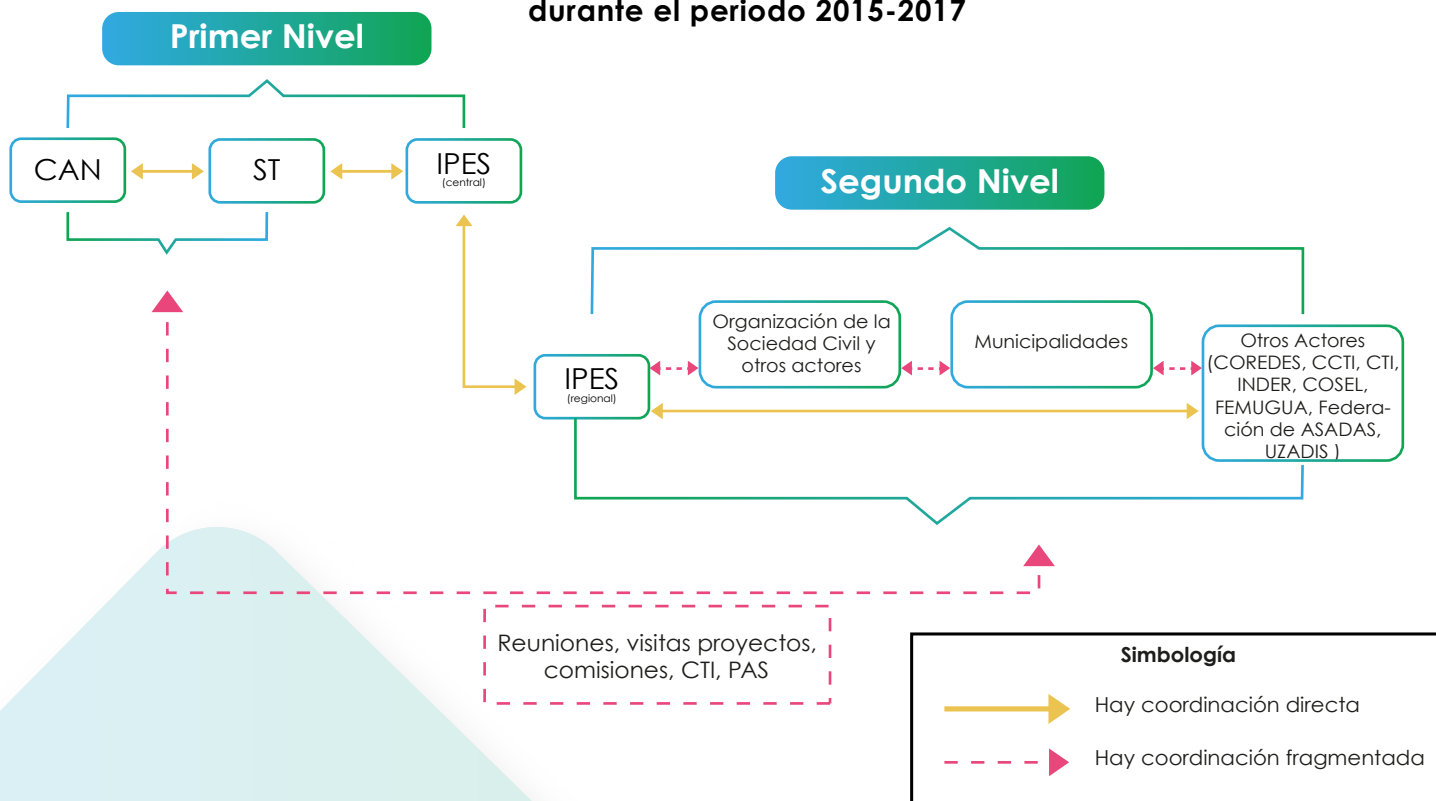 durante el periodo 2015-2017
Primer Nivel
CAN
ST
IPES
(central)
Segundo Nivel
IPES
(regional)
Organización de la
Sociedad Civil y
otros actores
Municipalidades
Otros Actores
(COREDES, CCTI, CTI,
INDER, COSEL,
FEMUGUA, Federa-
ción de ASADAS,
UZADIS )
Reuniones, visitas proyectos,
comisiones, CTI, PAS
Simbología
Hay coordinación directa
Hay coordinación fragmentada